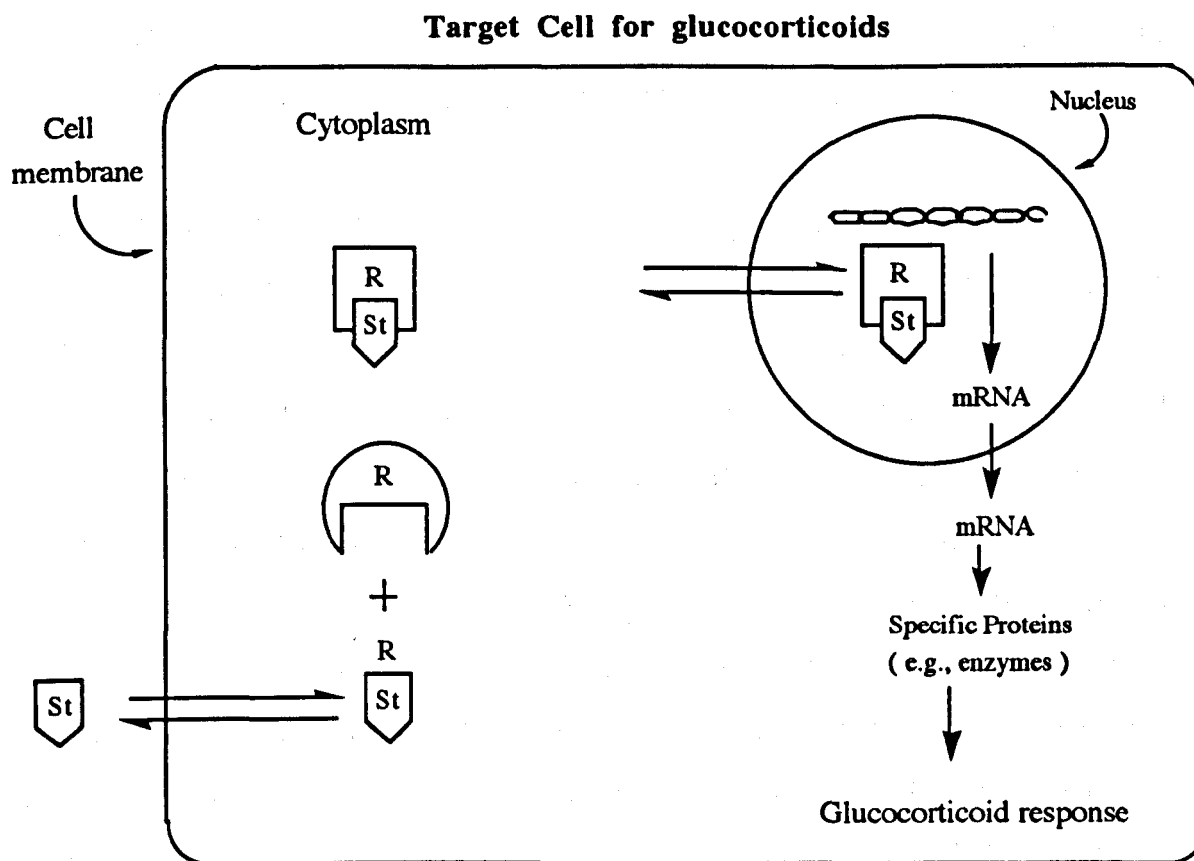 Target Cell for glucocorticoids
Nucleus
Cytoplasm
Cell
membrane
R
St
R
St
mRNA
R
mRNA
+
R
St
St
Specific Proteins
( e.g., enzymes )
Glucocorticoid response